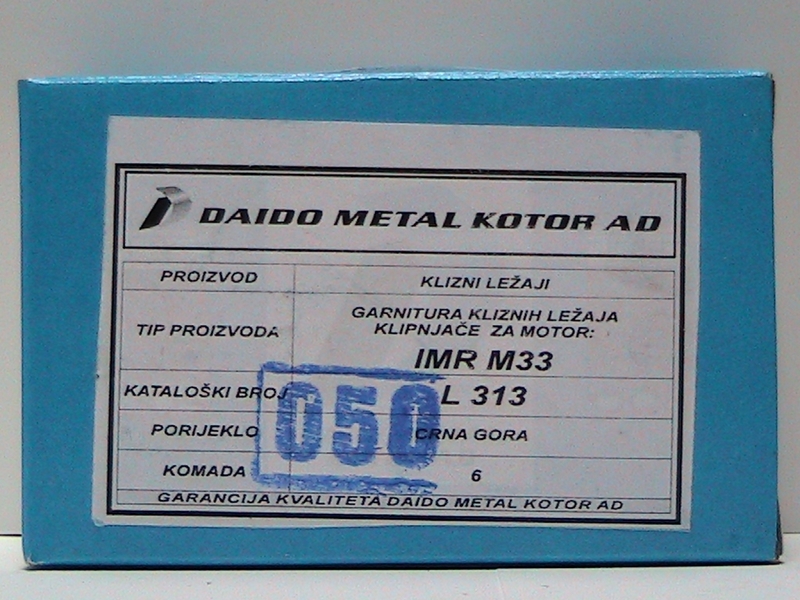 DAIDO METAL KOTOR AD
PROIZVOD KLIZNI LEŽAJI
TIP PROIZVODA GARNITURA KLIZNIH LEŽAJA
KLIPNJAČE ZA MOTOR:
IMR M33
KATALOŠKI BROJ L 313
050
PORIJEKLO CRNA GORA
KOMADA 6
GARANCIJA KVALITETA DAIDO METAL KOTOR AD